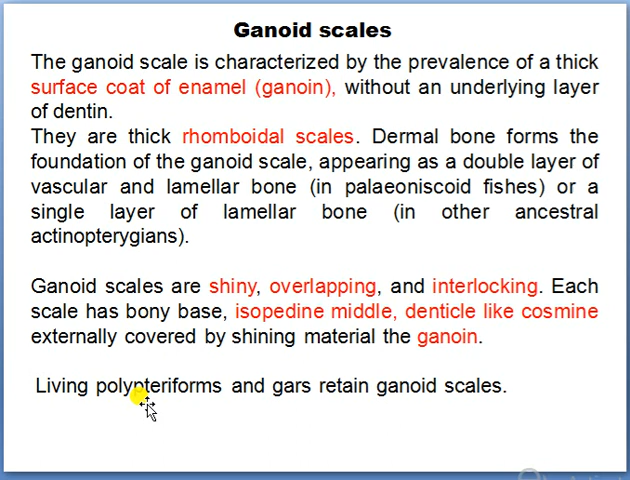 Ganoid scales
The ganoid scale is characterized by the prevalence of a thick
surface coat of enamel (ganoin), without an underlying layer
of dentin.
They are thick rhomboidal scales. Dermal bone forms the
foundation of the ganoid scale, appearing as a double layer of
vascular and lamellar bone (in palaeoniscoid fishes) or a
single layer of lamellar bone (in other ancestral
actinopterygians).
Ganoid scales are shiny, overlapping, and interlocking. Each
scale has bony base, isopedine middle, denticle like cosmine
externally covered by shining material the ganoin.
Living polypteriforms and gars retain ganoid scales.